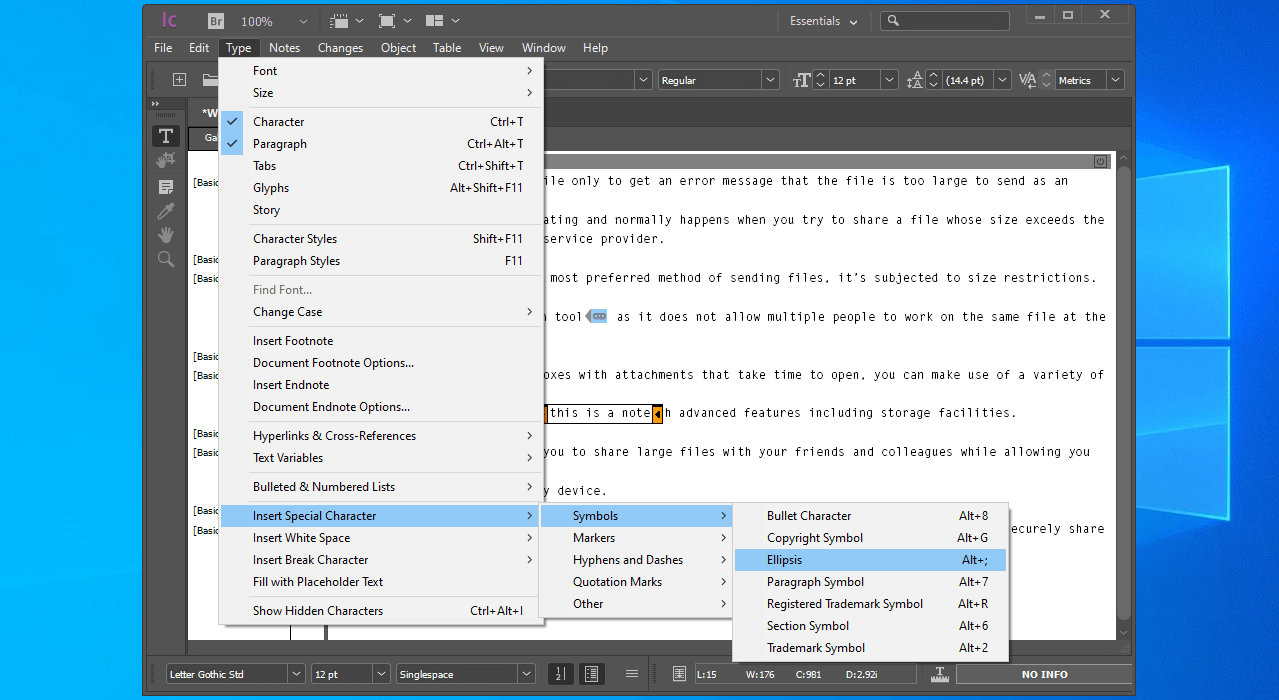 Ic Br 100% Essentials
File Edit Type Notes Changes Object Table View Window Help
Regular 12 pt (14.4 pt) Metrics
*W
Ga
Font
Size
Character Ctrl+T
Paragraph Ctrl+Alt+T
Tabs Ctrl+Shift+T
Glyphs Alt+Shift+F11
Story
Character Styles Shift+F11
Paragraph Styles F11
Find Font...
Change Case
Insert Footnote
Document Footnote Options...
Insert Endnote
Document Endnote Options...
Hyperlinks & Cross-References
Text Variables
Bulleted & Numbered Lists
Insert Special Character
Insert White Space
Insert Break Character
Fill with Placeholder Text
Show Hidden Characters Ctrl+Alt+I
Symbols
Markers
Hyphens and Dashes
Quotation Marks
Other
Bullet Character Alt+8
Copyright Symbol Alt+G
Ellipsis Alt+;
Paragraph Symbol Alt+7
Registered Trademark Symbol Alt+R
Section Symbol Alt+6
Trademark Symbol Alt+2
[Basic ile only to get an error message that the file is too large to send as an
ating and normally happens when you try to share a file whose size exceeds the
service provider.
[Basic
[Basic most preferred method of sending files, it's subjected to size restrictions.
n tool as it does not allow multiple people to work on the same file at the
[Basic
[Basic oxes with attachments that take time to open, you can make use of a variety of
this is a note h advanced features including storage facilities.
[Basic
[Basic you to share large files with your friends and colleagues while allowing you
y device.
[Basic
[Basic ecurely share
Letter Gothic Std 12 pt Singlespace L:15 W:176 C:981 D:2.92i NO INFO